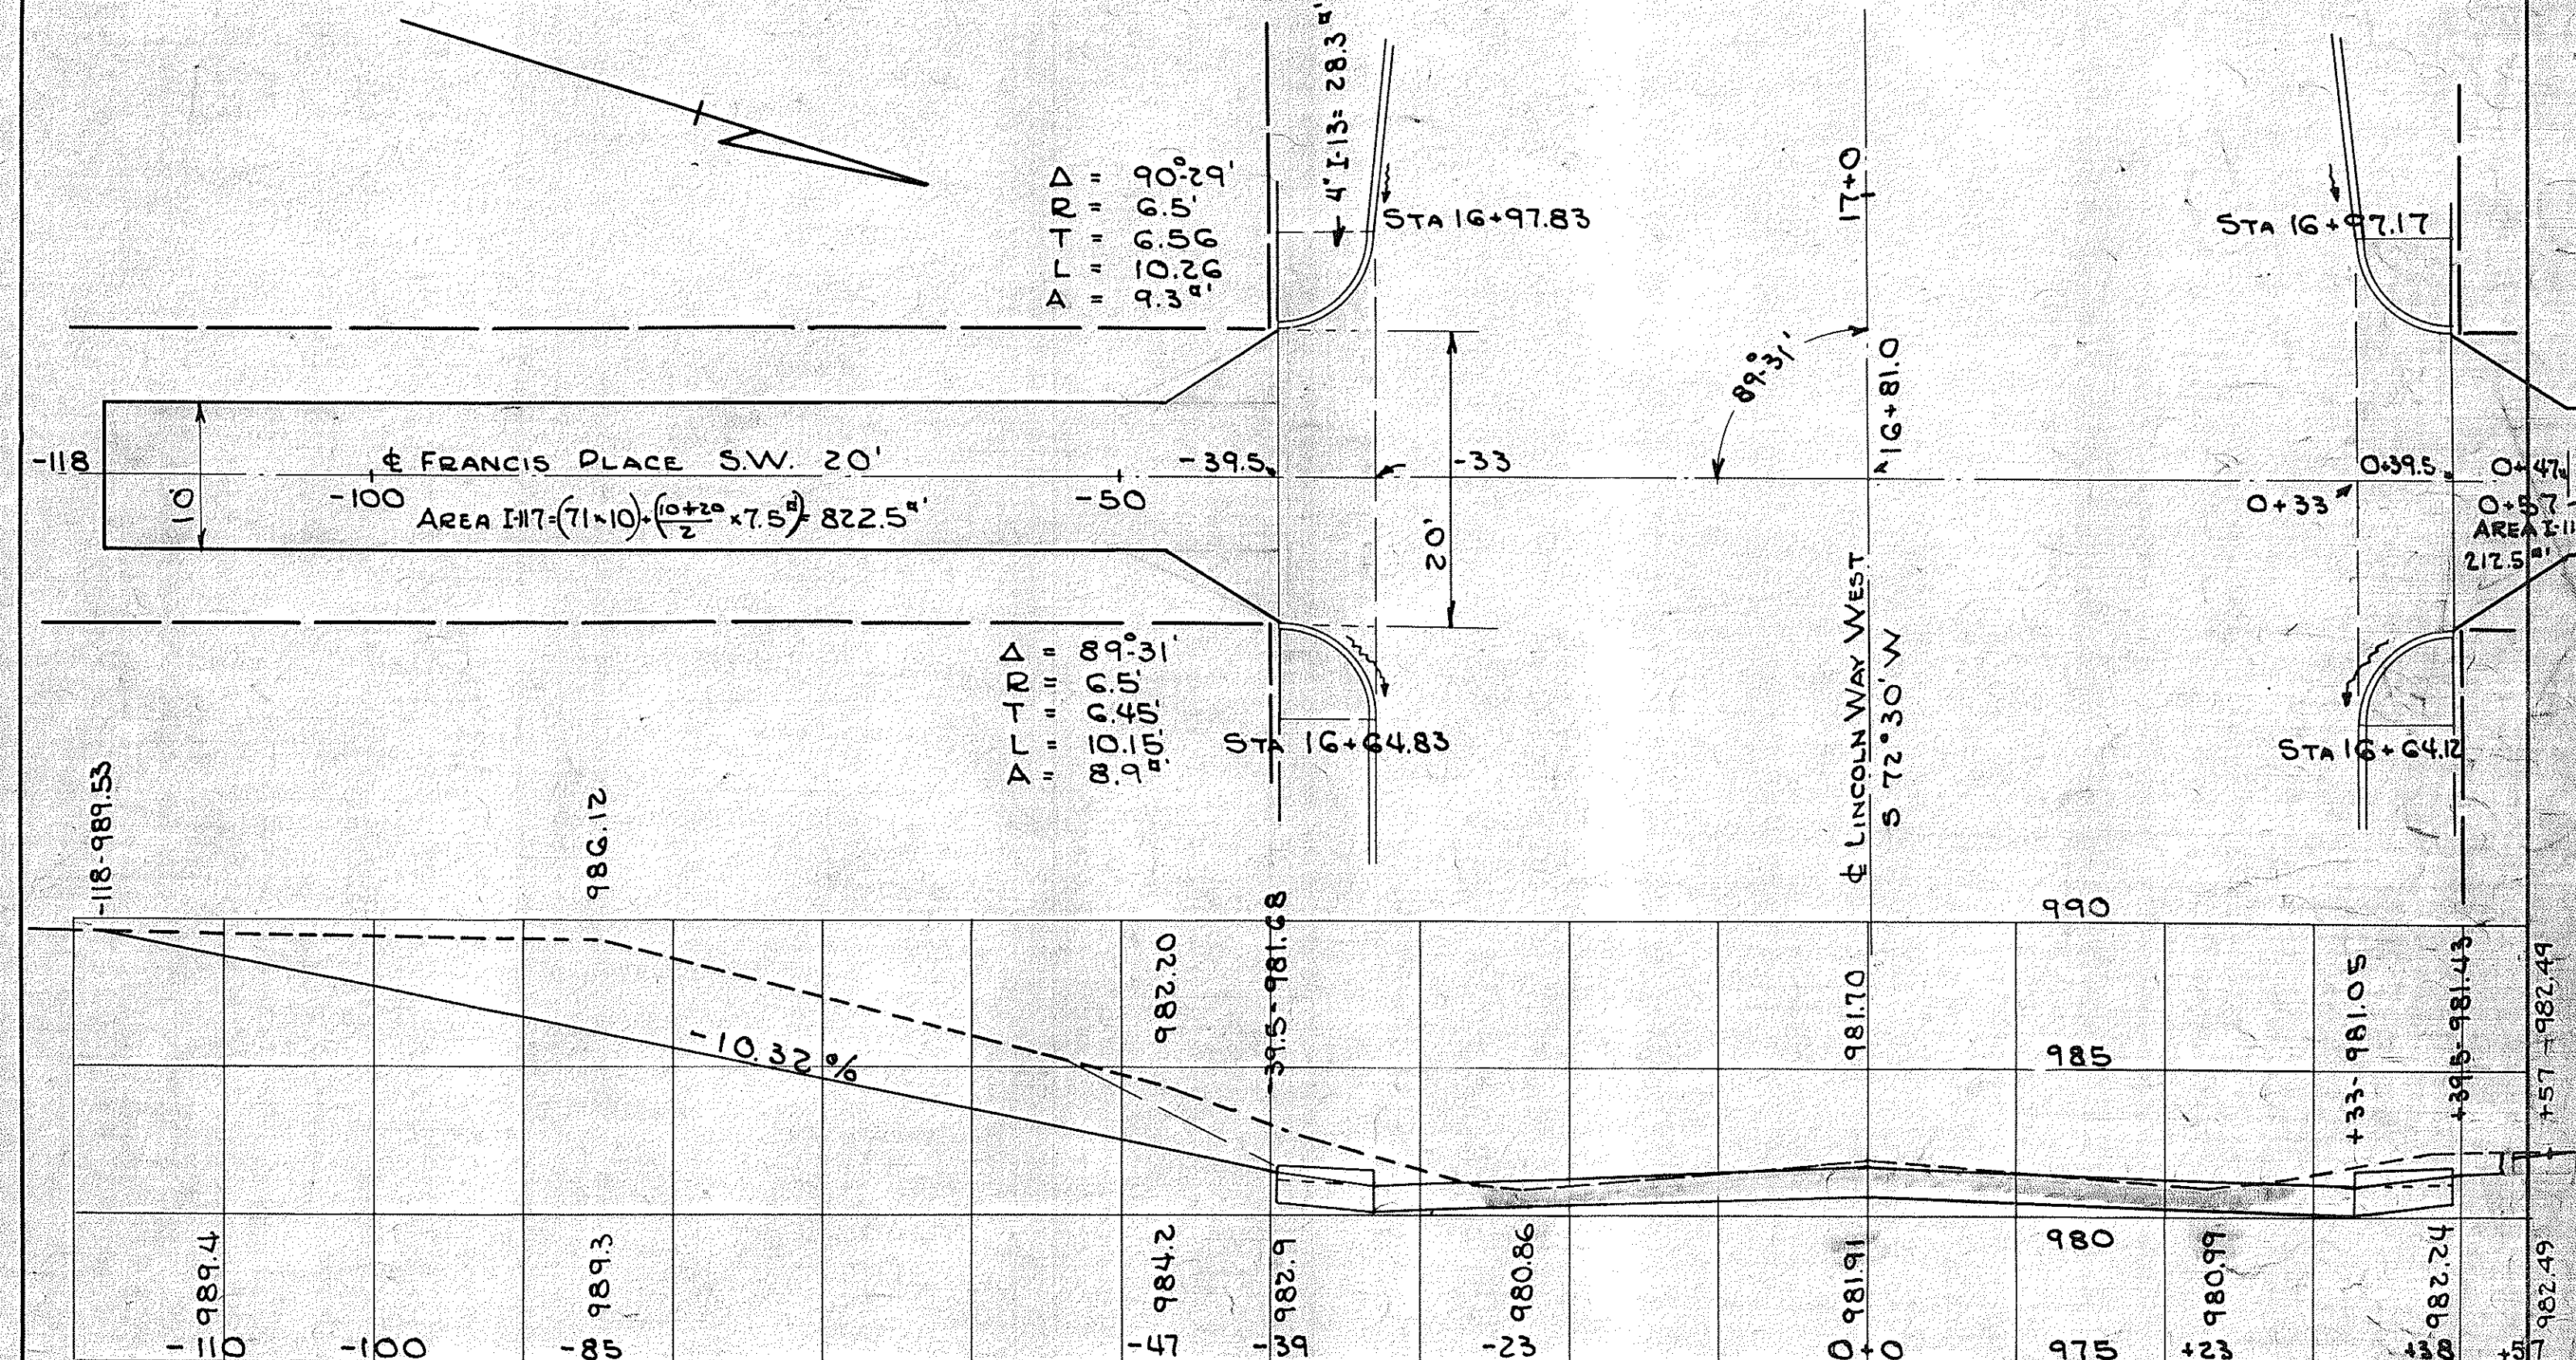 4" I-13= 28.3 □'
Δ = 90°-29'
R = 6.5'
T = 6.56
L = 10.26
A = 9.3 □'
STA 16+97.83
17+0
STA 16+97.17
89°-31'
16+81.0
-118
₵ FRANCIS PLACE S.W. 20'
-39.5
-33
0+39.5
0+47
10'
-100
-50
0+33
0+57
AREA I-117=(71×10)+(10+20/2 ×7.5□')= 822.5□'
AREA I-11
212.5 □'
20'
₵ LINCOLN WAY WEST
S 72°30' W
Δ = 89°-31'
R = 6.5'
T = 6.45'
L = 10.15'
A = 8.9 □'
STA 16+64.83
STA 16+64.12
-118-989.53
986.12
990
982.20
-39.5-981.68
981.70
+33-981.05
+39.5-981.43
+57-982.49
-10.32 %
985
980
989.4
989.3
984.2
982.9
980.86
981.91
980.99
982.24
982.49
-110
-100
-85
-47
-39
-23
0+0
975
+23
+38
+57